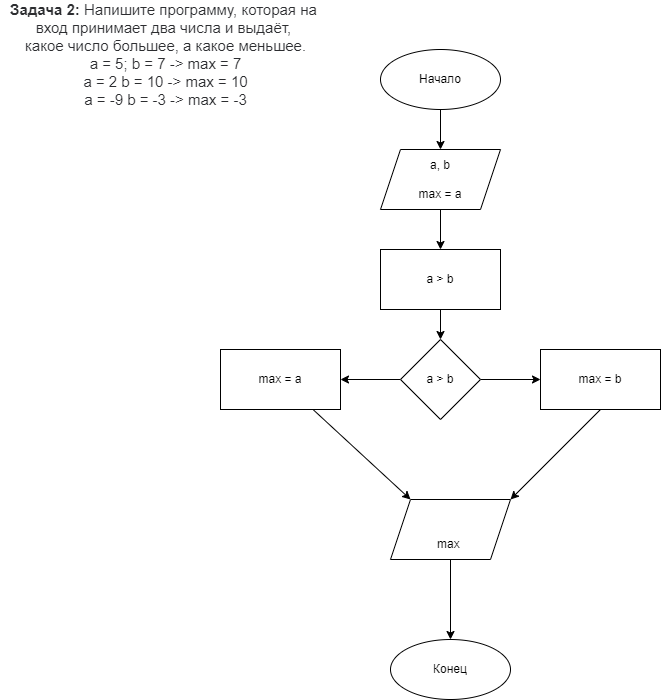 Задача 2: Напишите программу, которая на
вход принимает два числа и выдаёт,
какое число большее, а какое меньшее.
a = 5; b = 7 -> max = 7
a = 2 b = 10 -> max = 10
a = -9 b = -3 -> max = -3
Начало
a, b
max = a
a > b
max = a
a > b
max = b
max
Конец